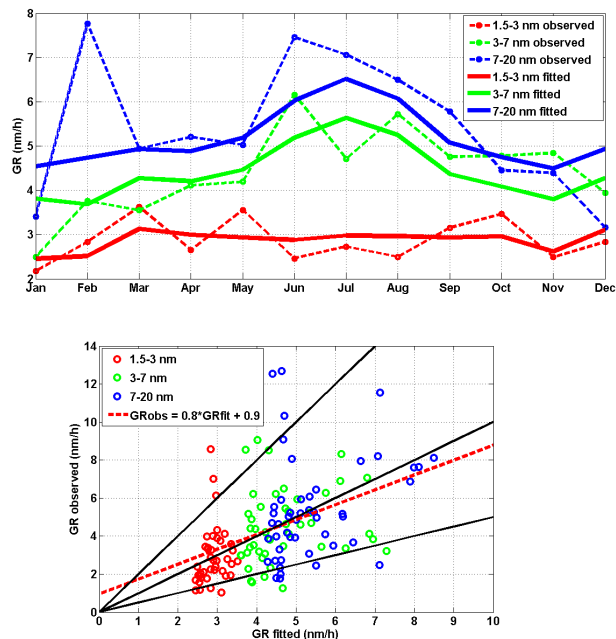 8
7
6
5
4
3
2
GR (nm/h)
1.5-3 nm observed
3-7 nm observed
7-20 nm observed
1.5-3 nm fitted
3-7 nm fitted
7-20 nm fitted
Jan Feb Mar Apr May Jun Jul Aug Sep Oct Nov Dec
14
12
10
8
6
4
2
0
GR observed (nm/h)
1.5-3 nm
3-7 nm
7-20 nm
GRobs = 0.8*GRfit + 0.9
0 1 2 3 4 5 6 7 8 9 10
GR fitted (nm/h)